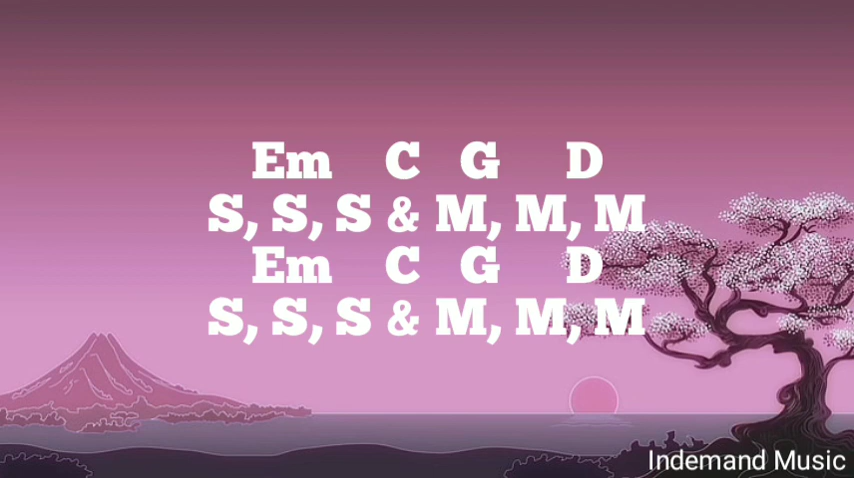 Em C G D
S, S, S & M, M, M
Em C G D
S, S, S & M, M, M
Indemand Music